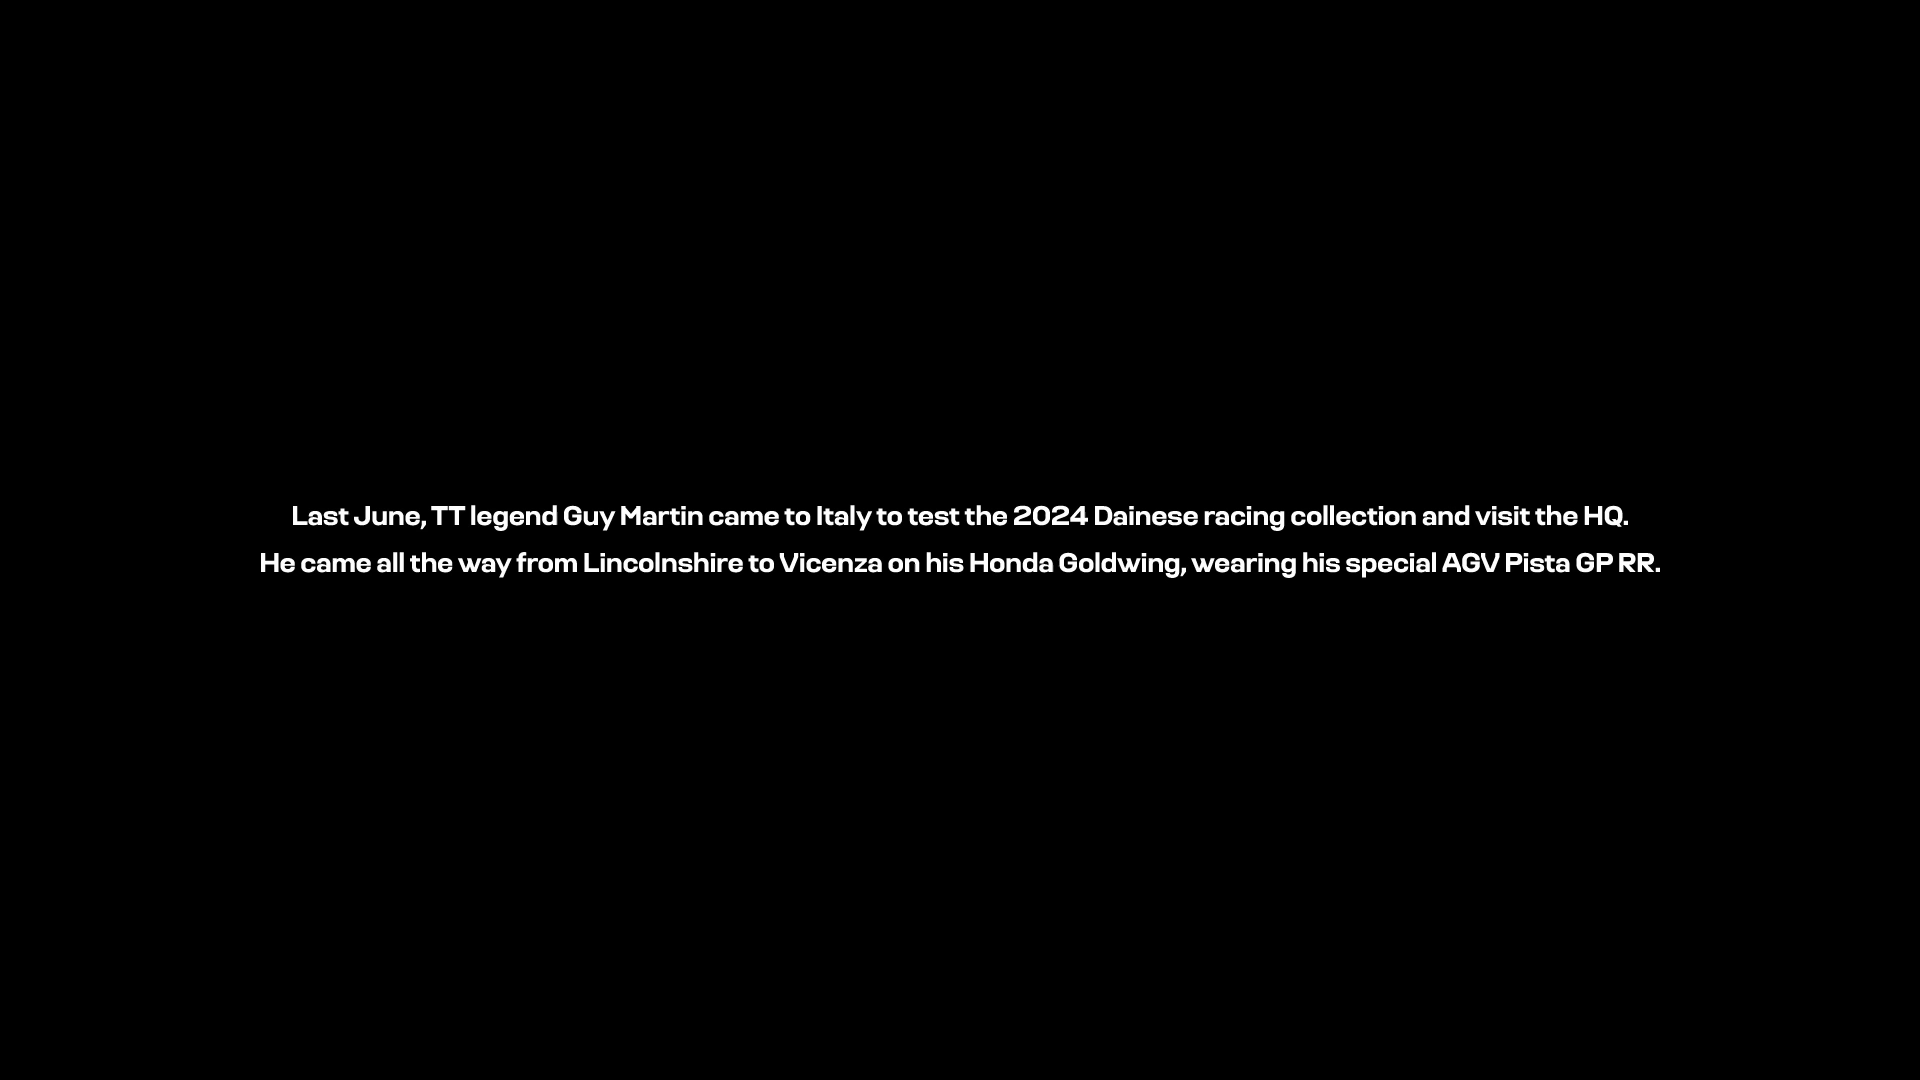 Last June, TT legend Guy Martin came to Italy to test the 2024 Dainese racing collection and visit the HQ.
He came all the way from Lincolnshire to Vicenza on his Honda Goldwing, wearing his special AGV Pista GP RR.